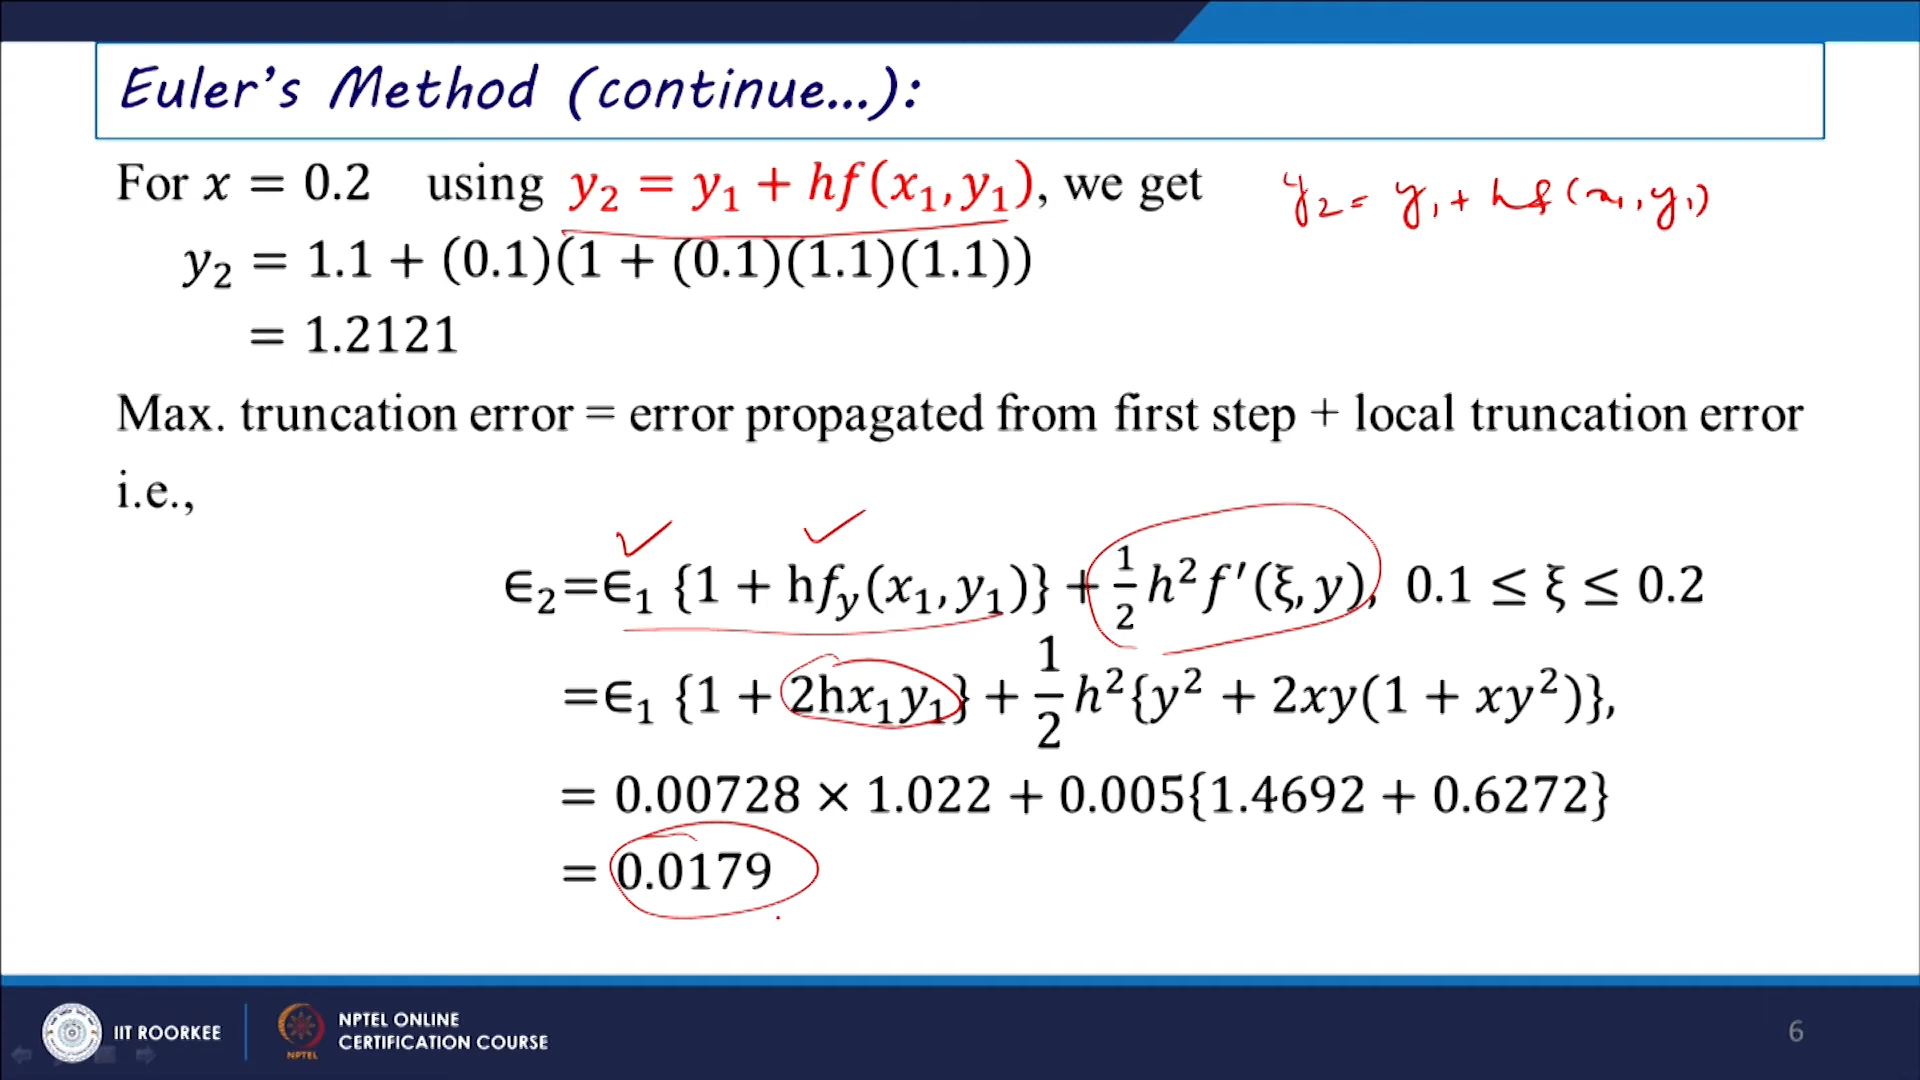 Euler's Method (continue...):
For x = 0.2 using y₂ = y₁ + hf(x₁, y₁), we get
y₂ = y₁ + hf(x₁, y₁)
y₂ = 1.1 + (0.1)(1 + (0.1)(1.1)(1.1))
= 1.2121
Max. truncation error = error propagated from first step + local truncation error
i.e.,
∈₂=∈₁ {1 + hf_y(x₁, y₁)} + 1/2 h²f′(ξ, y), 0.1 ≤ ξ ≤ 0.2
=∈₁ {1 + 2hx₁y₁} + 1/2 h²{y² + 2xy(1 + xy²)},
= 0.00728 × 1.022 + 0.005{1.4692 + 0.6272}
= 0.0179
IIT ROORKEE
NPTEL
NPTEL ONLINE
CERTIFICATION COURSE
6